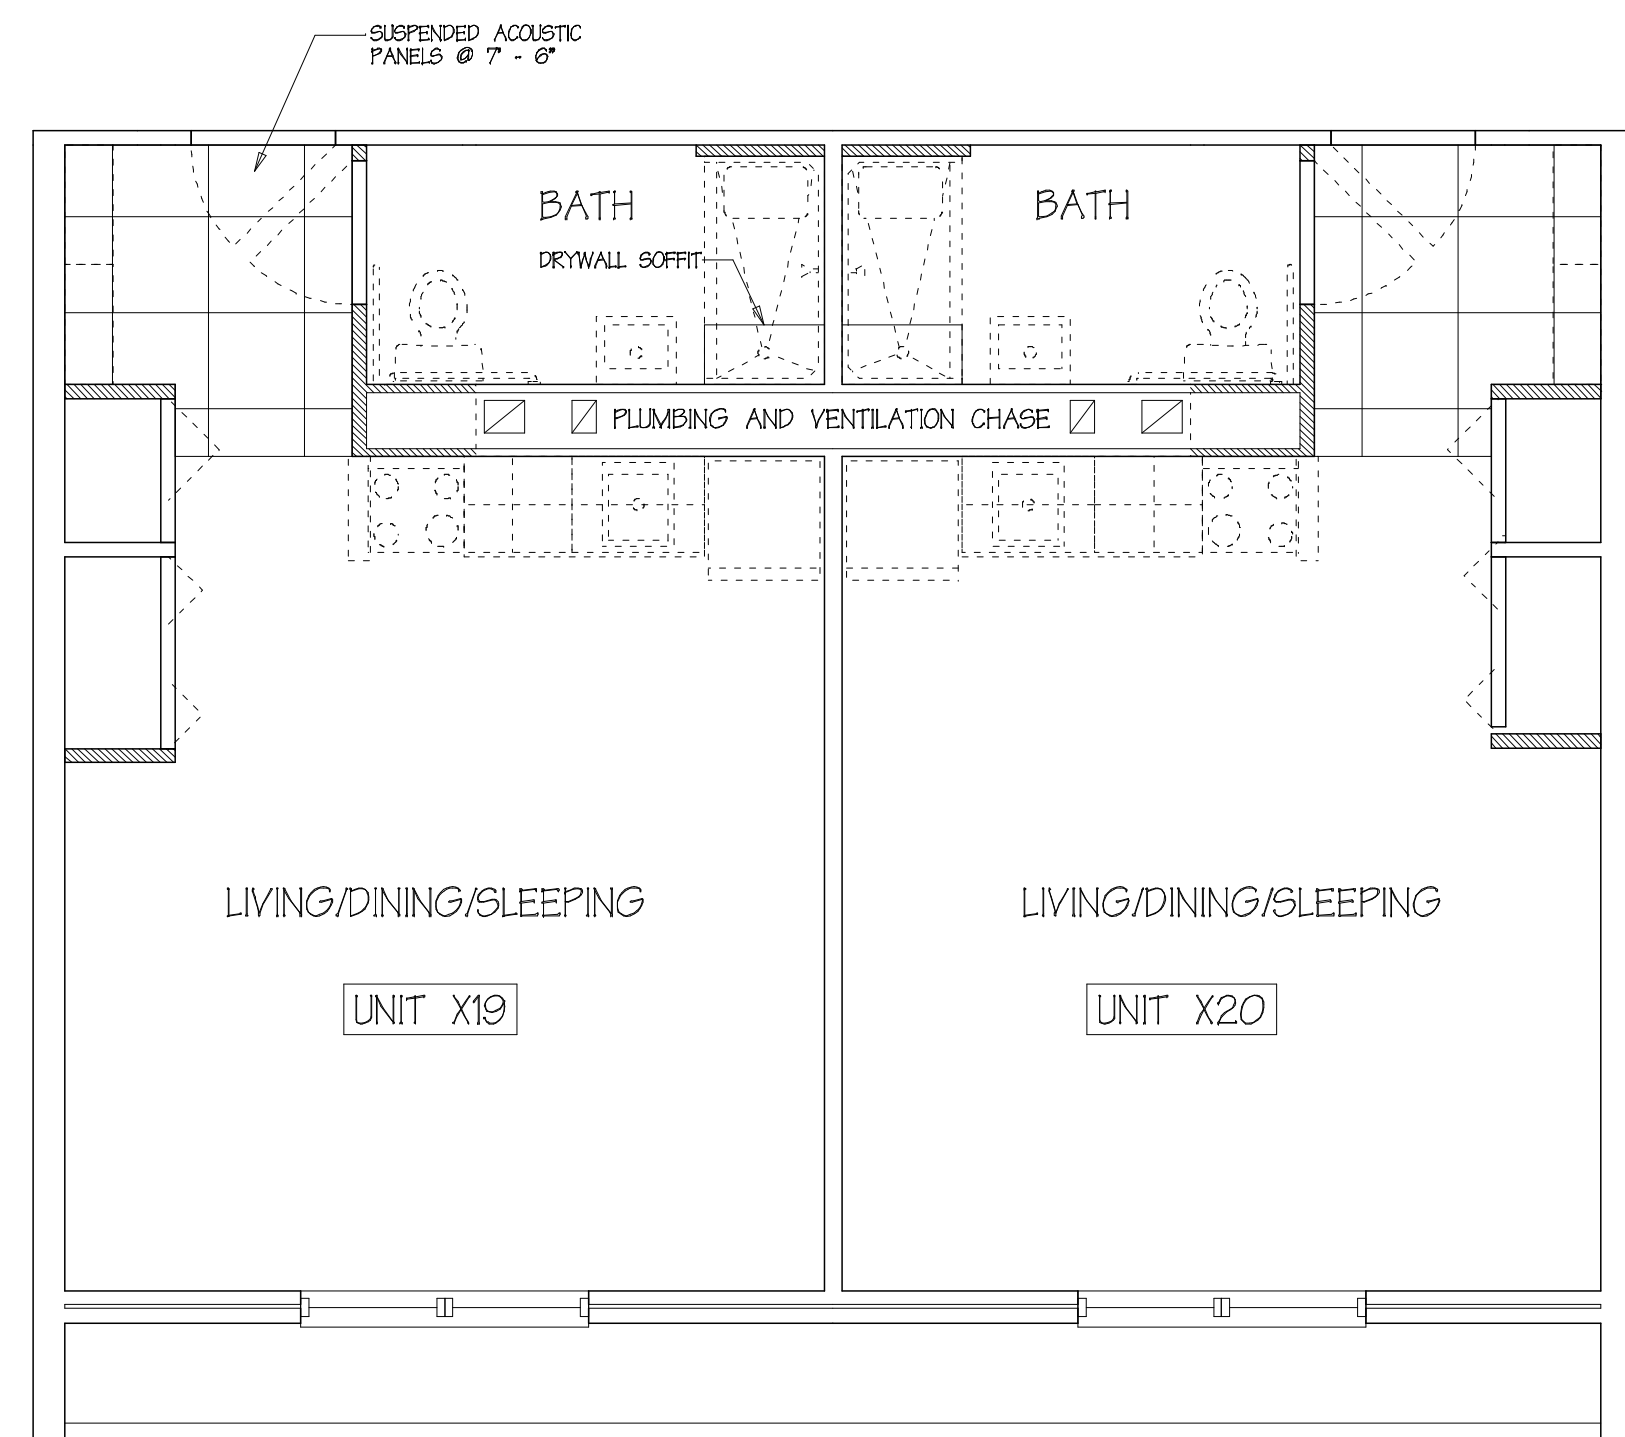 SUSPENDED ACOUSTIC
PANELS @ 7' - 6"
BATH
BATH
DRYWALL SOFFIT
PLUMBING AND VENTILATION CHASE
LIVING/DINING/SLEEPING
LIVING/DINING/SLEEPING
UNIT X19
UNIT X20